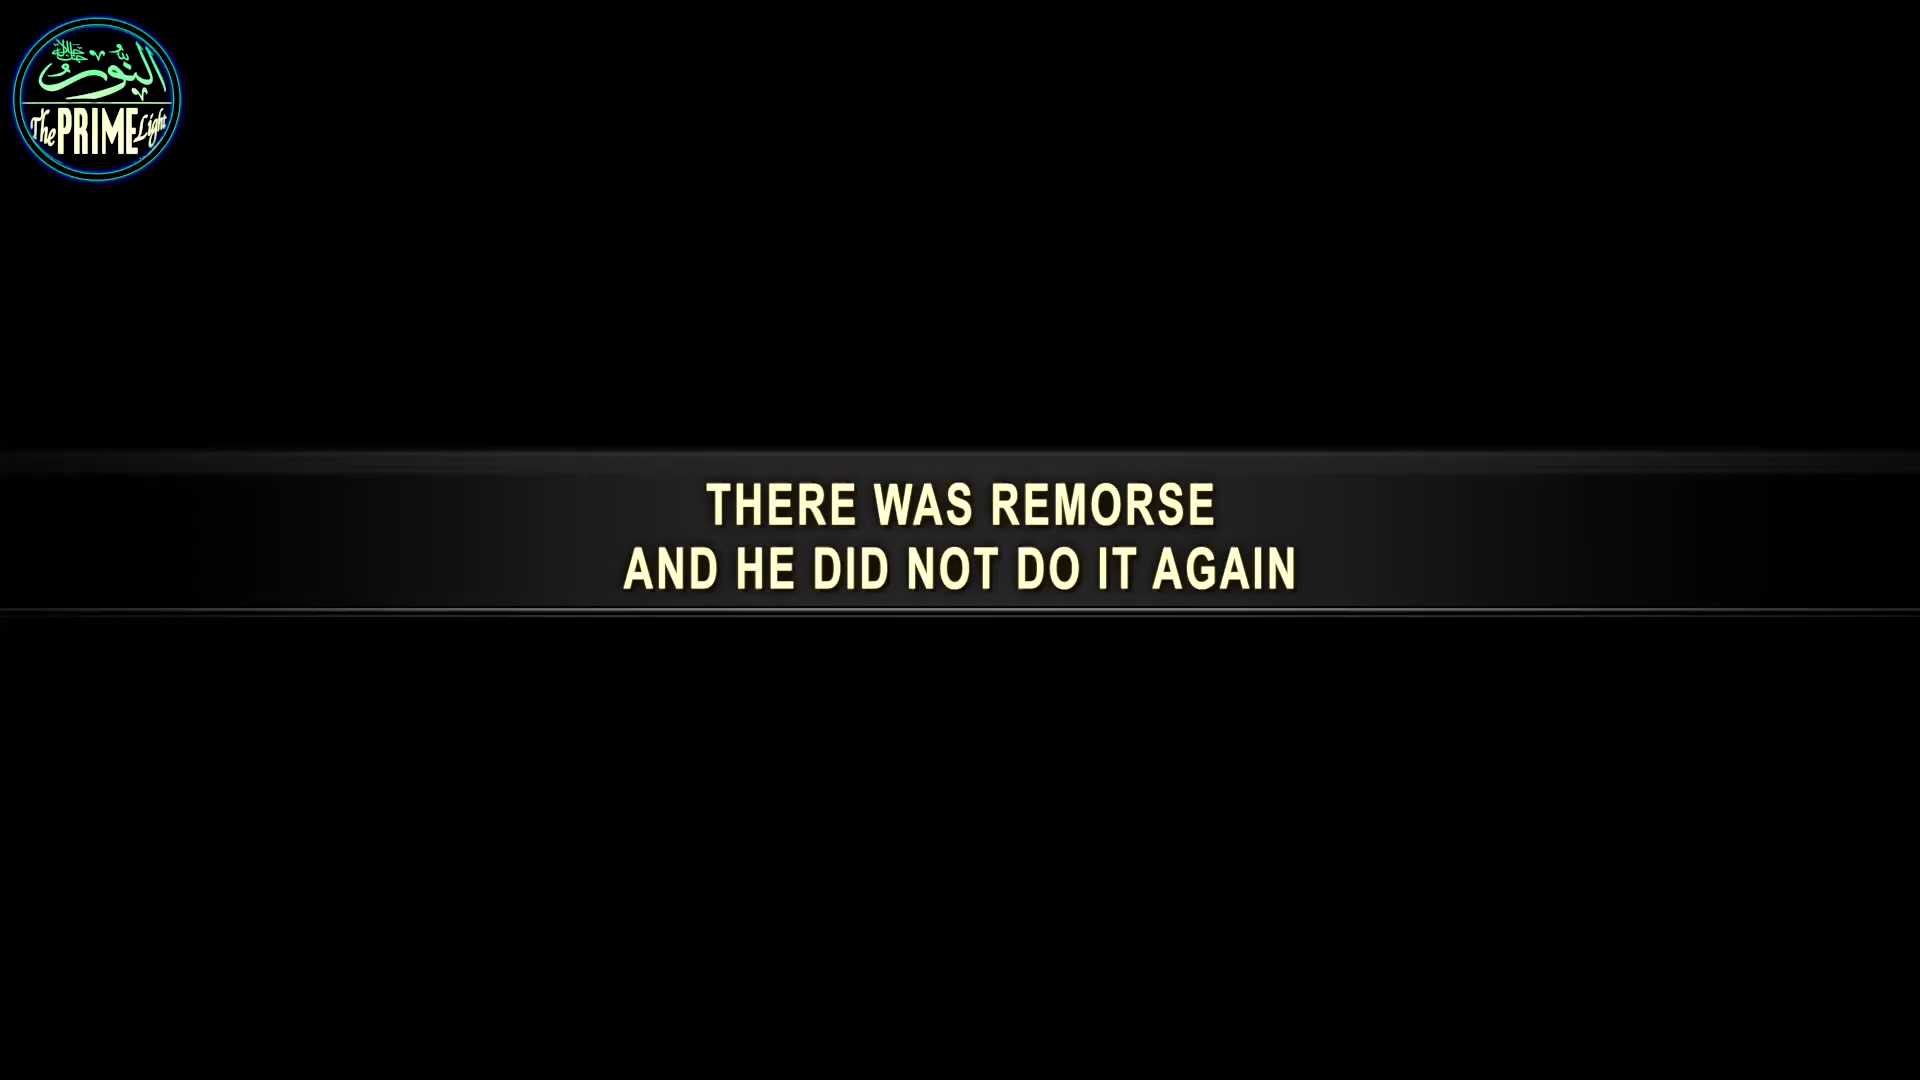 النور
The PRIME Light
THERE WAS REMORSE
AND HE DID NOT DO IT AGAIN